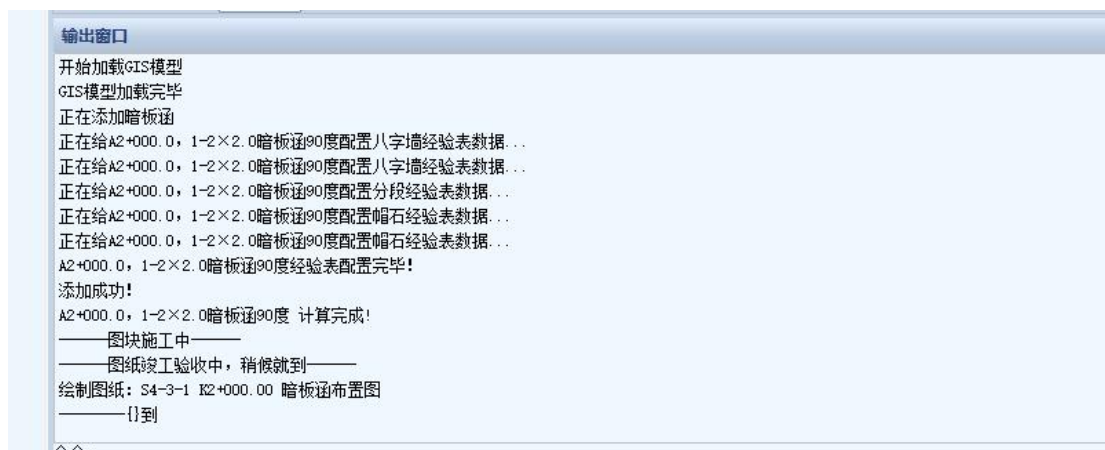 输出窗口
开始加载GIS模型
GIS模型加载完毕
正在添加暗板涵
正在给A2+000.0，1-2×2.0暗板涵90度配置八字墙经验表数据...
正在给A2+000.0，1-2×2.0暗板涵90度配置八字墙经验表数据...
正在给A2+000.0，1-2×2.0暗板涵90度配置分段经验表数据...
正在给A2+000.0，1-2×2.0暗板涵90度配置帽石经验表数据...
正在给A2+000.0，1-2×2.0暗板涵90度配置帽石经验表数据...
A2+000.0，1-2×2.0暗板涵90度经验表配置完毕!
添加成功!
A2+000.0，1-2×2.0暗板涵90度 计算完成!
———图块施工中———
———图纸竣工验收中，稍候就到———
绘制图纸: S4-3-1 K2+000.00 暗板涵布置图
————{}到